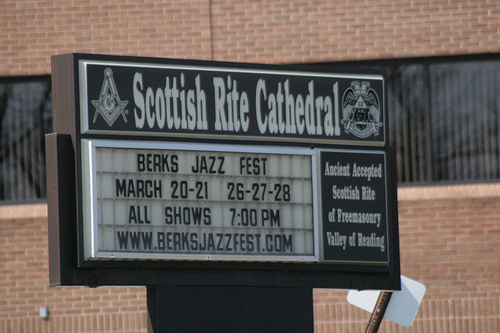 Scottish Rite Cathedral
BERKS JAZZ FEST
MARCH 20-21 26-27-28
ALL SHOWS 7:00 PM
WWW.BERKSJAZZFEST.COM
Ancient Accepted
Scottish Rite
of Freemasonry
Valley of Reading
G